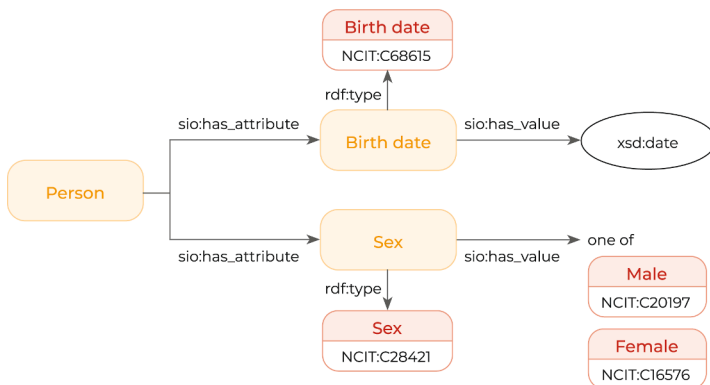 Birth date
NCIT:C68615
rdf:type
sio:has_attribute
Birth date
sio:has_value
xsd:date
Person
sio:has_attribute
Sex
sio:has_value
one of
rdf:type
Male
NCIT:C20197
Sex
NCIT:C28421
Female
NCIT:C16576